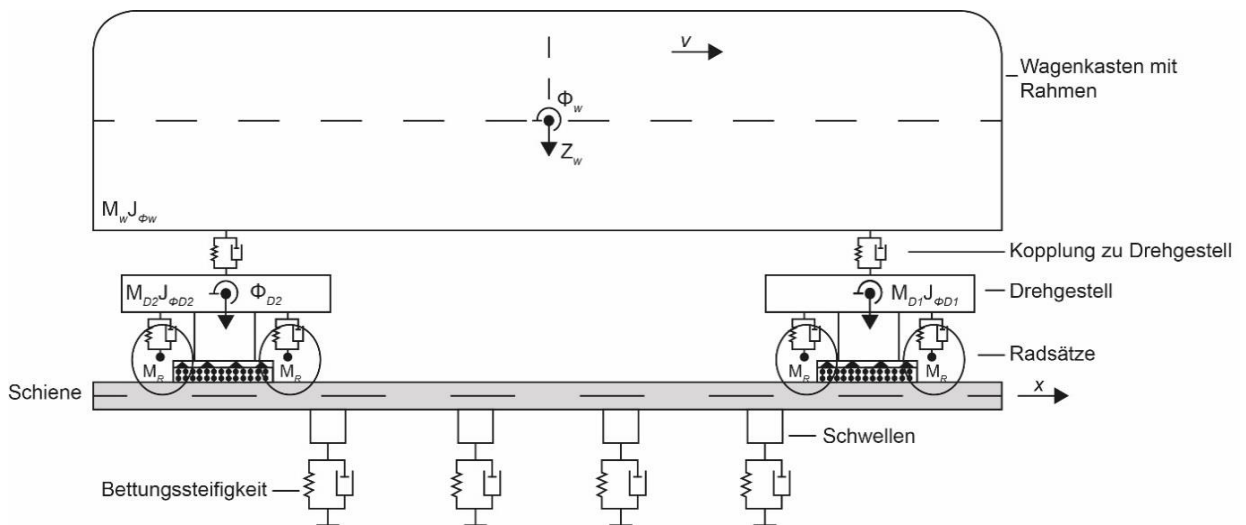 v
Wagenkasten mit
Rahmen
Φw
Zw
MwJΦw
Kopplung zu Drehgestell
MD2JΦD2 ΦD2
MD1JΦD1
Drehgestell
MR MR MR MR
Radsätze
Schiene
x
Schwellen
Bettungssteifigkeit